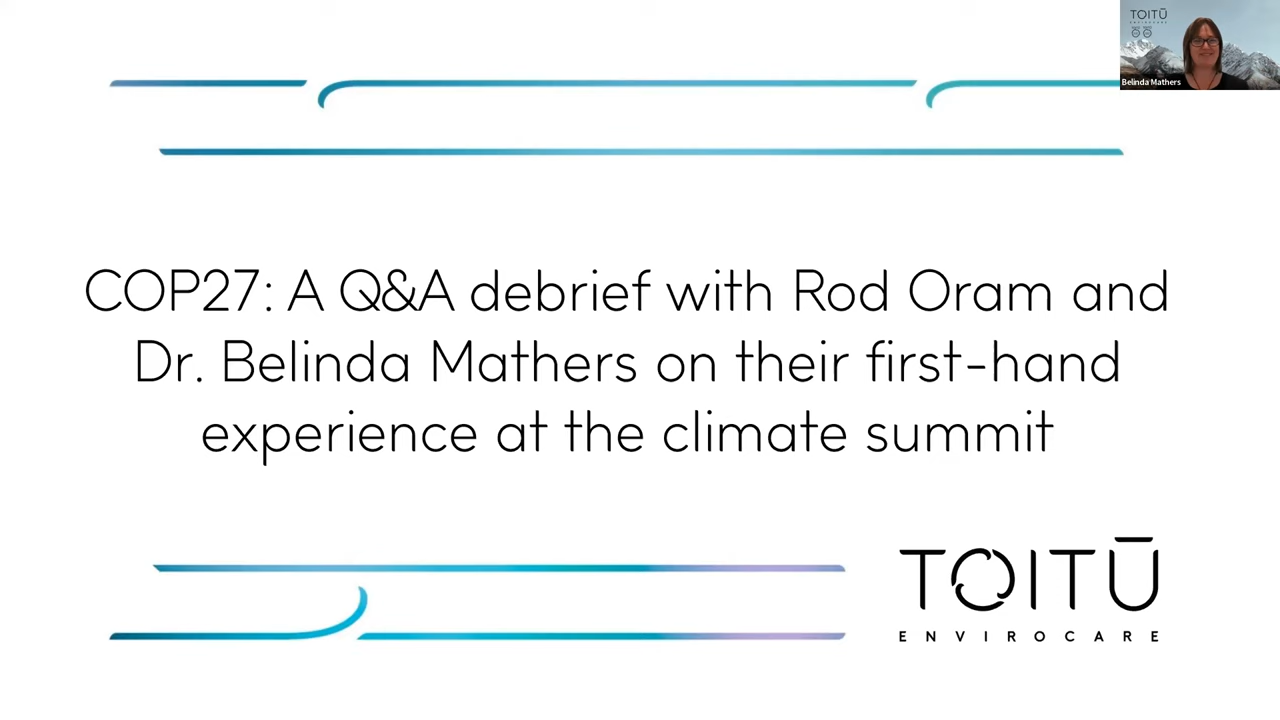 TOITŪ
ENVIROCARE
Belinda Mathers
COP27: A Q&A debrief with Rod Oram and
Dr. Belinda Mathers on their first-hand
experience at the climate summit
TOITŪ
ENVIROCARE